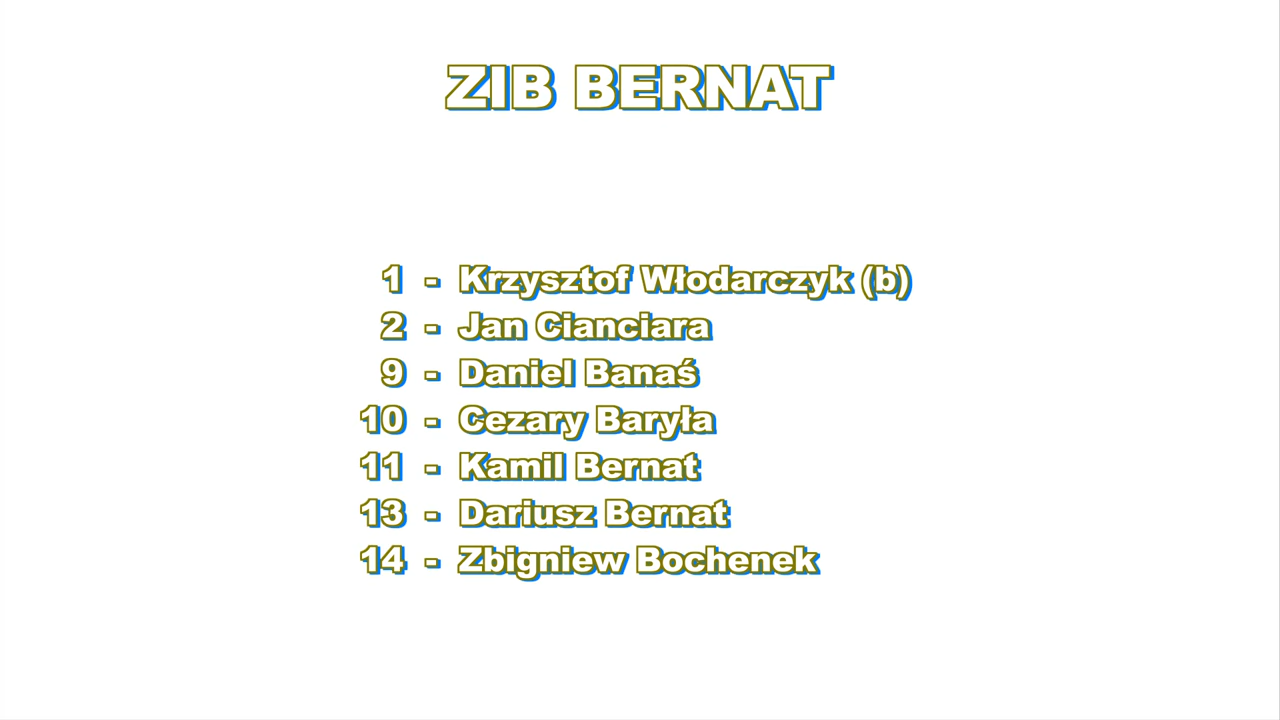 ZIB BERNAT
1 - Krzysztof Włodarczyk (b)
2 - Jan Cianciara
9 - Daniel Banaś
10 - Cezary Baryła
11 - Kamil Bernat
13 - Dariusz Bernat
14 - Zbigniew Bochenek